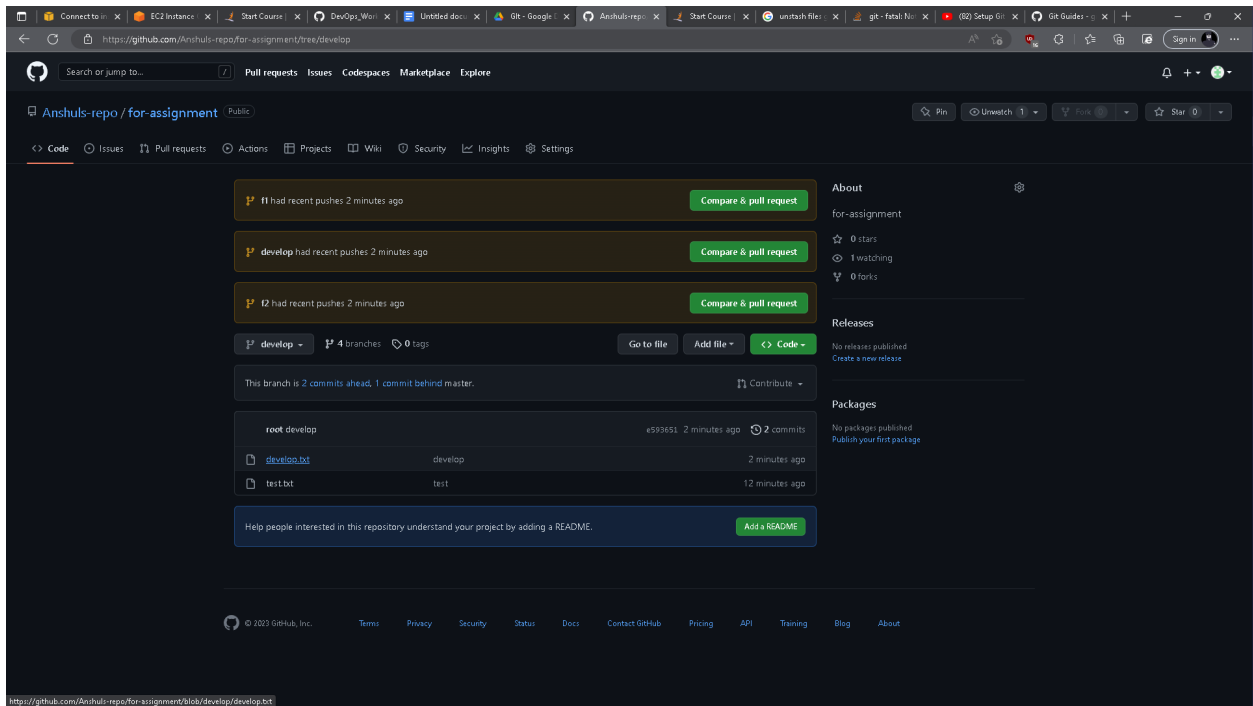 Connect to in
EC2 Instance
Start Course |
DevOps_Wori
Untitled docu
Git - Google D
Anshuls-repo
Start Course |
unstash files
git - fatal: No
(82) Setup Git
Git Guides - g
https://github.com/Anshuls-repo/for-assignment/tree/develop
Sign in
Search or jump to...
/
Pull requests Issues Codespaces Marketplace Explore
Anshuls-repo / for-assignment Public
Pin
Unwatch 1
Fork 0
Star 0
Code Issues Pull requests Actions Projects Wiki Security Insights Settings
f1 had recent pushes 2 minutes ago
Compare & pull request
develop had recent pushes 2 minutes ago
Compare & pull request
f2 had recent pushes 2 minutes ago
Compare & pull request
develop 4 branches 0 tags
Go to file Add file Code
This branch is 2 commits ahead, 1 commit behind master.
Contribute
root develop e593651 2 minutes ago 2 commits
develop.txt develop 2 minutes ago
test.txt test 12 minutes ago
Help people interested in this repository understand your project by adding a README.
Add a README
About
for-assignment
0 stars
1 watching
0 forks
Releases
No releases published
Create a new release
Packages
No packages published
Publish your first package
© 2023 GitHub, Inc. Terms Privacy Security Status Docs Contact GitHub Pricing API Training Blog About
https://github.com/Anshuls-repo/for-assignment/blob/develop/develop.txt